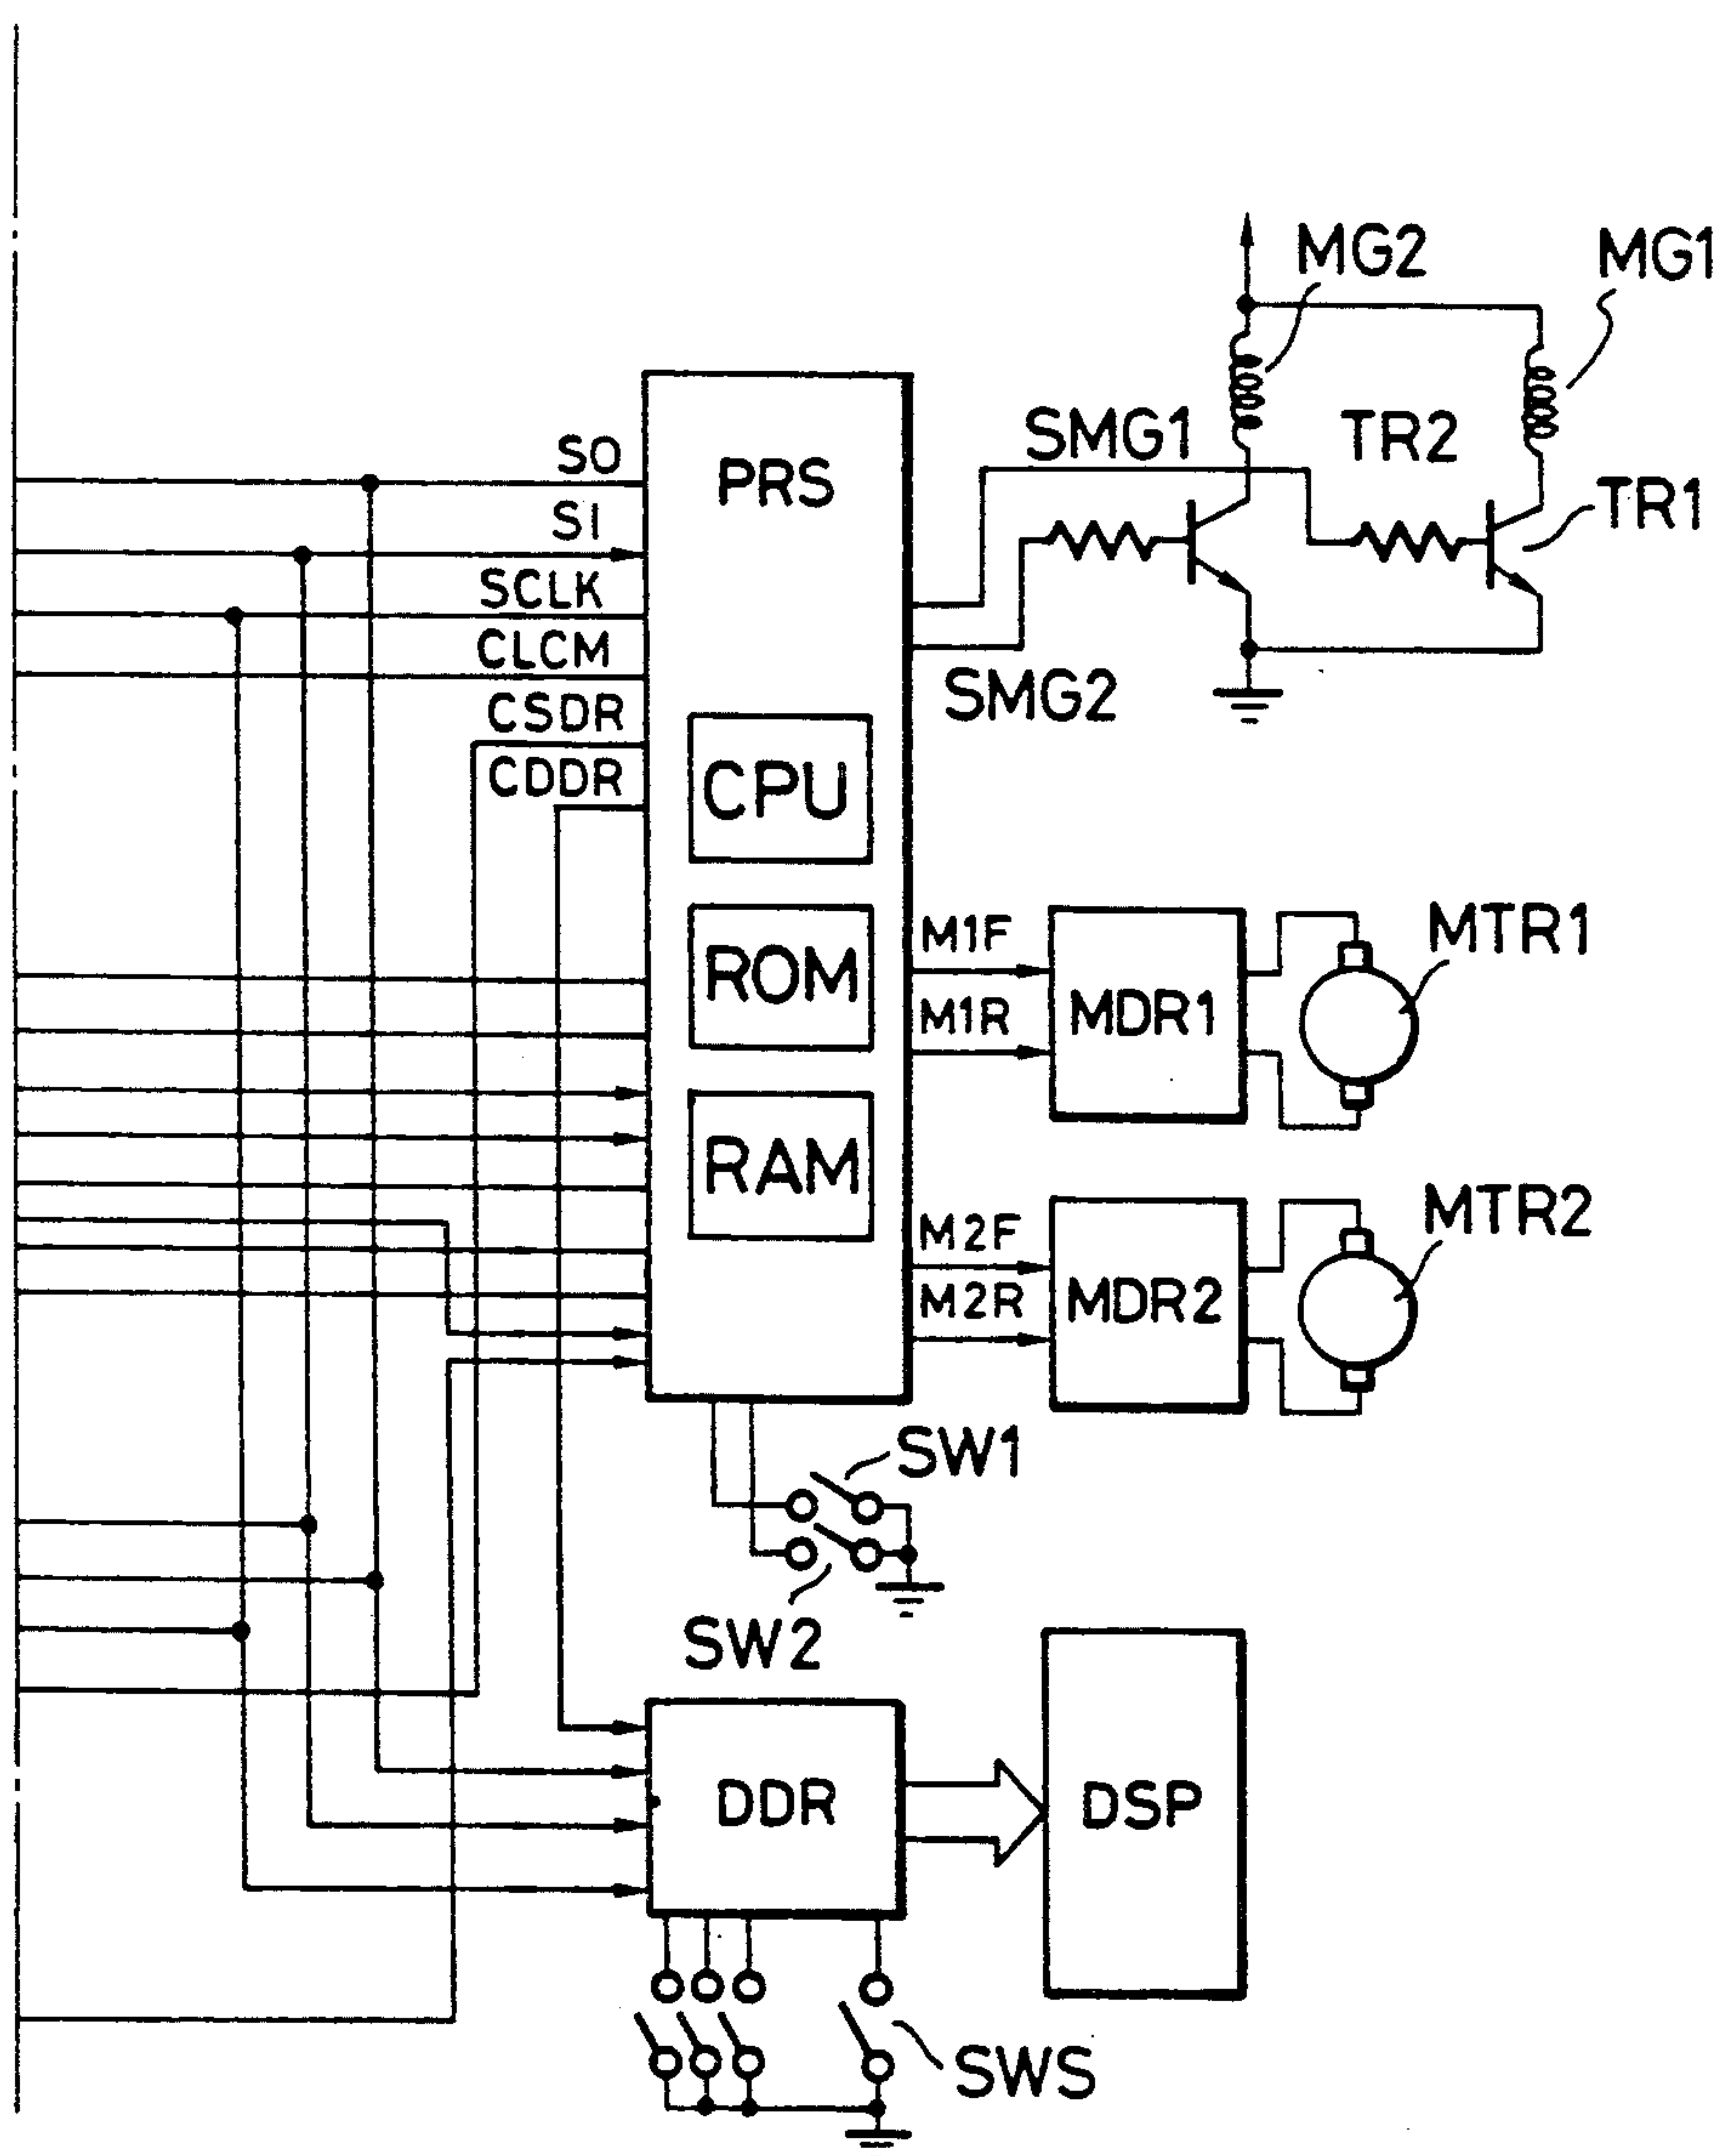 MG2
MG1
SMG1
TR2
SO
PRS
TR1
SI
SCLK
CLCM
SMG2
CSDR
CDDR
CPU
M1F
MTR1
ROM
M1R
MDR1
RAM
M2F
MTR2
M2R
MDR2
SW1
SW2
DDR
DSP
SWS